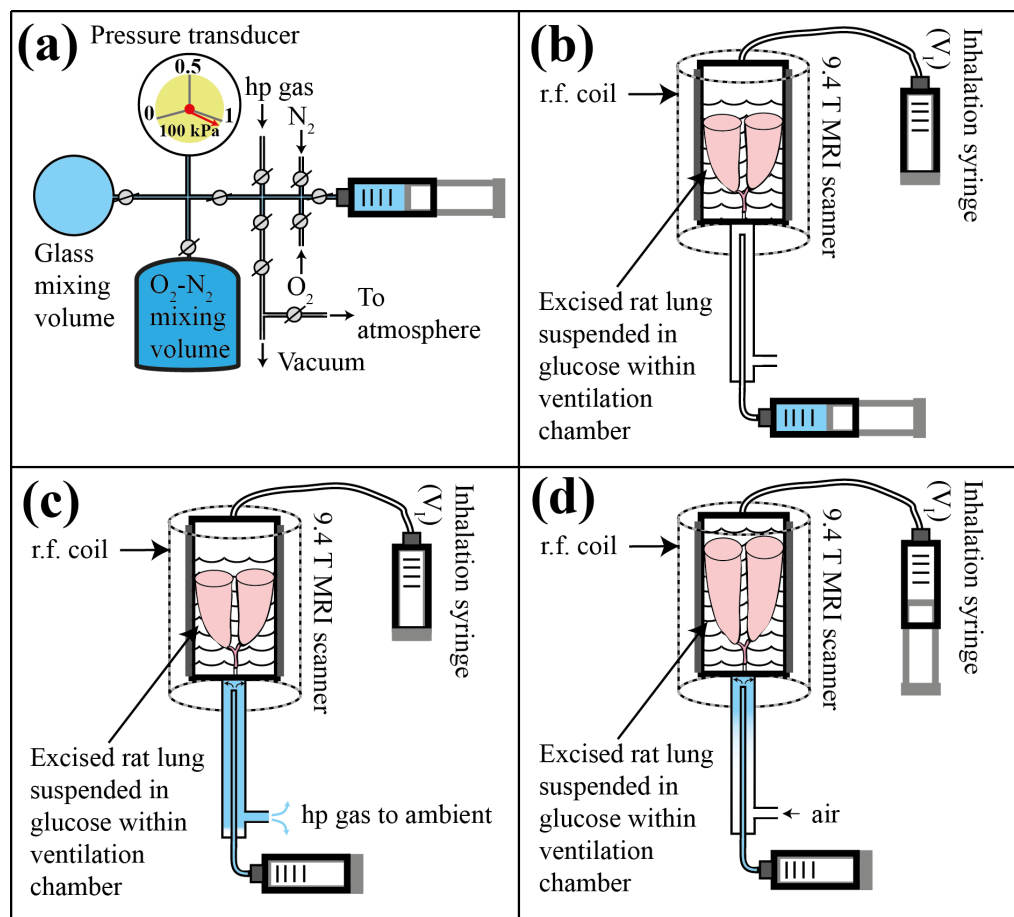 (a)
Pressure transducer
0.5
0
1
100 kPa
hp gas
N2
Glass
mixing
volume
O2-N2
mixing
volume
O2
To
atmosphere
Vacuum
(b)
r.f. coil
9.4 T MRI scanner
Inhalation syringe
(V1)
Excised rat lung
suspended in
glucose within
ventilation
chamber
(c)
r.f. coil
9.4 T MRI scanner
Inhalation syringe
(V1)
Excised rat lung
suspended in
glucose within
ventilation
chamber
hp gas to ambient
(d)
r.f. coil
9.4 T MRI scanner
Inhalation syringe
(V1)
Excised rat lung
suspended in
glucose within
ventilation
chamber
air